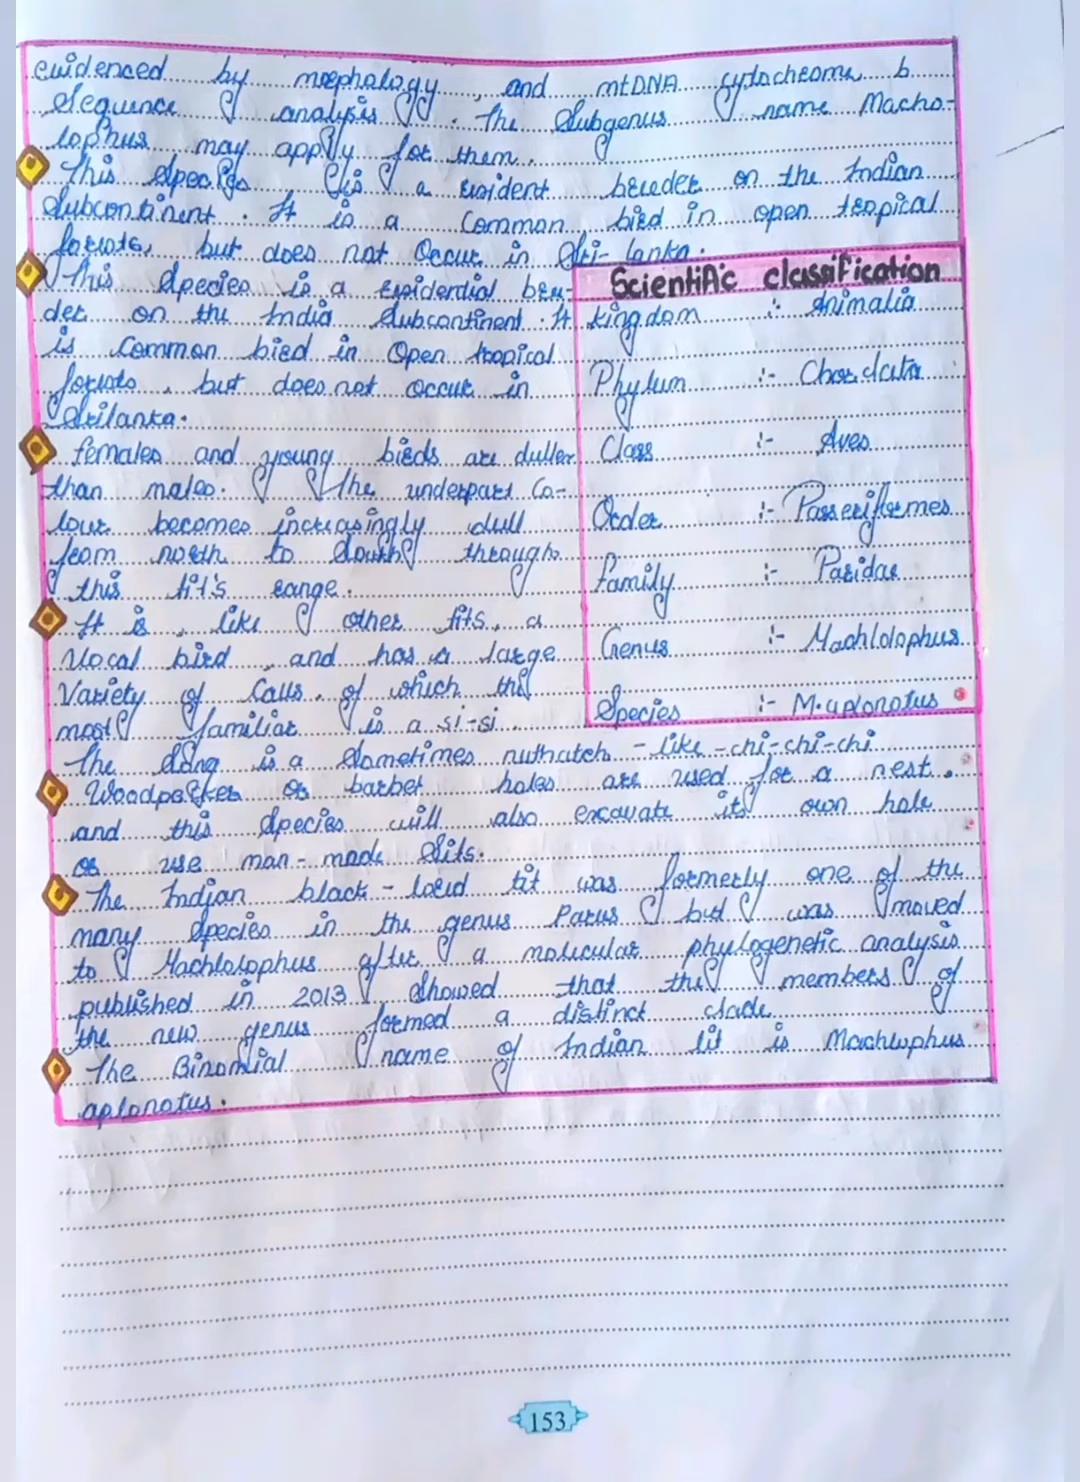 evidenced by morphology, and mtDNA cytochrome b
Sequence analysis. The Subgenus name Macho-
lophus may apply for them.
This Species is a resident breeder on the Indian
Subcontinent. It is a Common bird in open tropical
forests, but does not Occur in Sri-lanka.
This Species is a residential bree-
der on the India Subcontinent. It
is Common bird in Open tropical
forests, but does not occur in
Srilanka.
females and young birds are duller
than males. The underpart Co-
lour becomes increasingly dull
from north to South through
this tit's range.
It is, like other tits, a
Vocal bird, and has a large
Variety of Calls, of which the
most familiar is a si-si.
Scientific classification
kingdom :- Animalia
Phylum :- Chordata
Class :- Aves
Order :- Passeriformes
Family :- Paridae
Genus :- Machlolophus
Species :- M. aplonotus
The Song is a Sometimes nuthatch-like-chi-chi-chi
Woodpecker or barbet holes are used for a nest.
and this Species will also excavate its own hole
or use man-made Sits.
The Indian black-lored tit was formerly one of the
many Species in the genus Parus but was moved
to Machlolophus after a molecular phylogenetic analysis
published in 2013 Showed that the members of
the new genus formed a distinct clade.
The Binomial name of Indian tit is Machlophus
aplonotus.
153